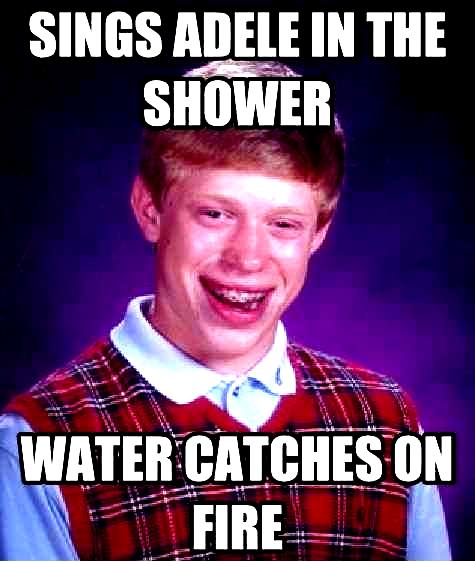 SINGS ADELE IN THE
SHOWER
WATER CATCHES ON
FIRE